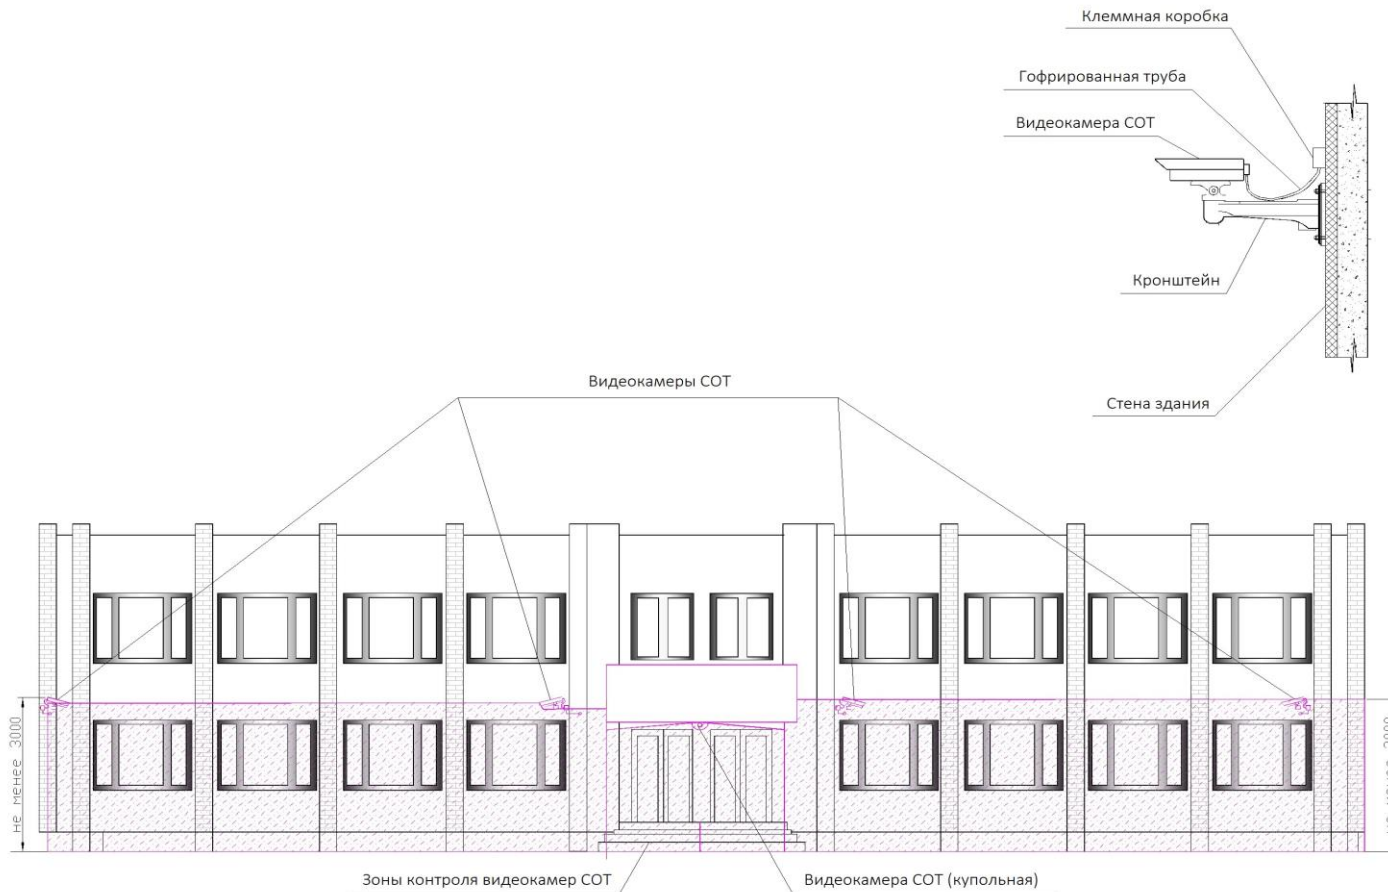 Клеммная коробка
Гофрированная труба
Видеокамера СОТ
Кронштейн
Стена здания
Видеокамеры СОТ
не менее 3000
Зоны контроля видеокамер СОТ
Видеокамера СОТ (купольная)